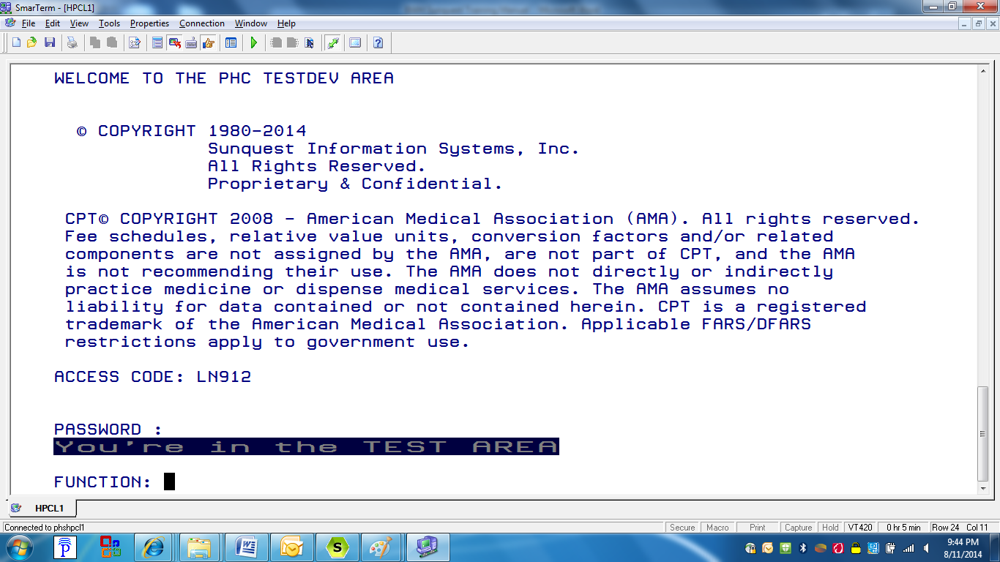 SmarTerm - [HPCL1]
File Edit View Tools Properties Connection Window Help
WELCOME TO THE PHC TESTDEV AREA
© COPYRIGHT 1980-2014
Sunquest Information Systems, Inc.
All Rights Reserved.
Proprietary & Confidential.
CPT© COPYRIGHT 2008 - American Medical Association (AMA). All rights reserved.
Fee schedules, relative value units, conversion factors and/or related
components are not assigned by the AMA, are not part of CPT, and the AMA
is not recommending their use. The AMA does not directly or indirectly
practice medicine or dispense medical services. The AMA assumes no
liability for data contained or not contained herein. CPT is a registered
trademark of the American Medical Association. Applicable FARS/DFARS
restrictions apply to government use.
ACCESS CODE: LN912
PASSWORD :
You're in the TEST AREA
FUNCTION:
HPCL1
Connected to phshpcl1 Secure Macro Print Capture Hold VT420 0 hr 5 min Row 24 Col 11
9:44 PM
8/11/2014